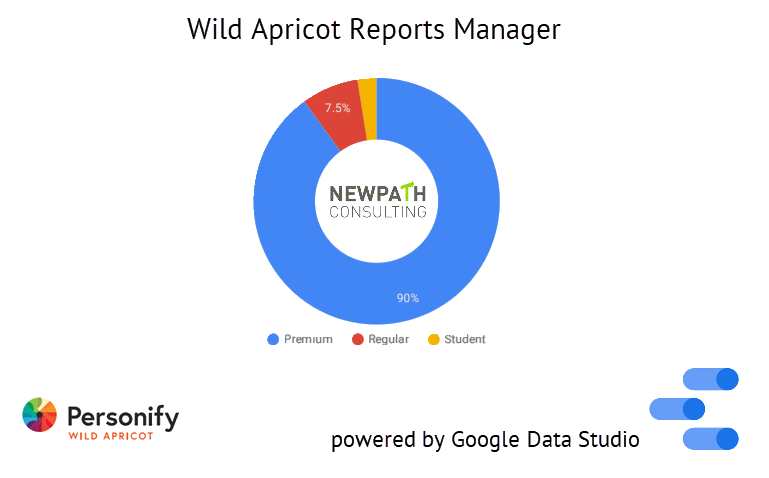 Wild Apricot Reports Manager
7.5%
NEWPATH
CONSULTING
90%
Premium Regular Student
Personify
WILD APRICOT
powered by Google Data Studio